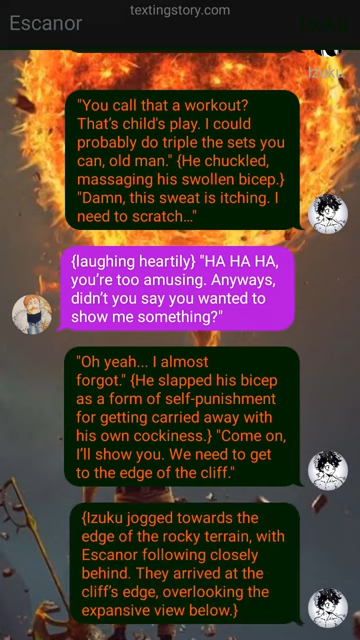 textingstory.com
Escanor
Izuku
"You call that a workout?
That's child's play. I could
probably do triple the sets you
can, old man." {He chuckled,
massaging his swollen bicep.}
"Damn, this sweat is itching. I
need to scratch…"
{laughing heartily} "HA HA HA,
you're too amusing. Anyways,
didn't you say you wanted to
show me something?"
"Oh yeah... I almost
forgot." {He slapped his bicep
as a form of self-punishment
for getting carried away with
his own cockiness.} "Come on,
I'll show you. We need to get
to the edge of the cliff."
{Izuku jogged towards the
edge of the rocky terrain, with
Escanor following closely
behind. They arrived at the
cliff's edge, overlooking the
expansive view below.}